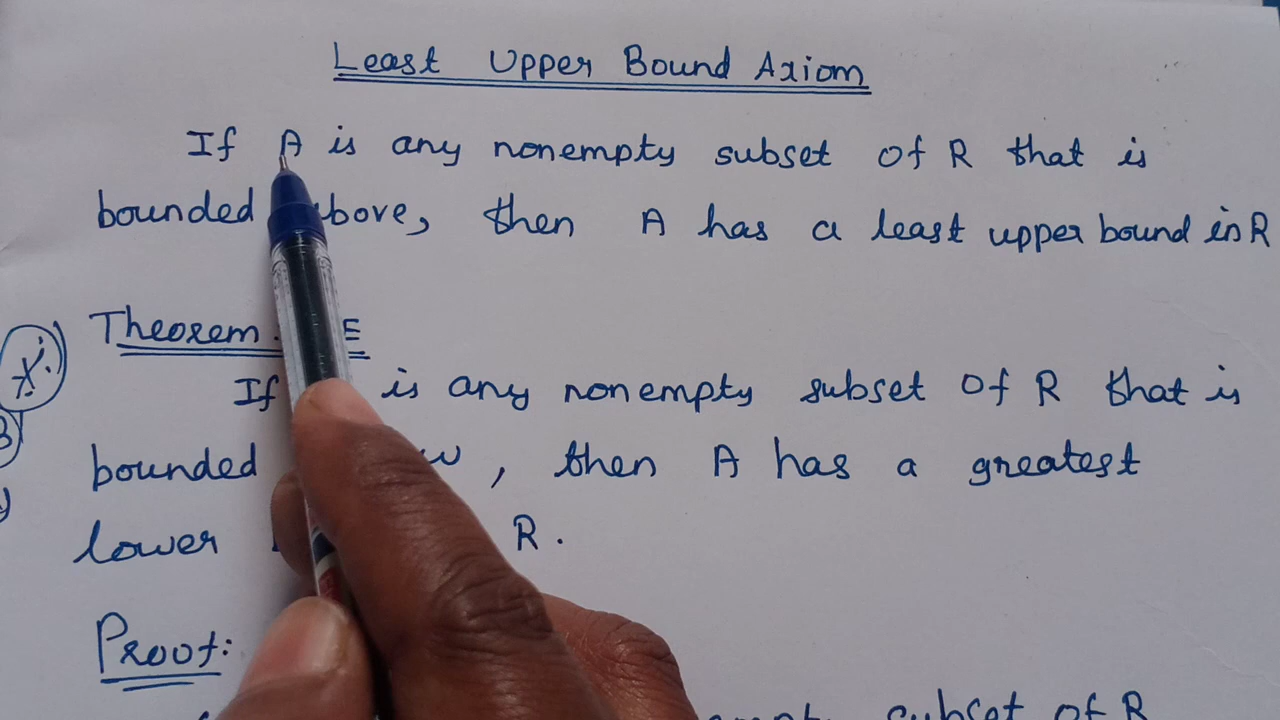 Least Upper Bound Axiom
If A is any nonempty subset of R that is
bounded bove, then A has a least upper bound in R
Theorem. E
If is any nonempty subset of R that is
bounded w, then A has a greatest
lower R.
Proof:
subset of R